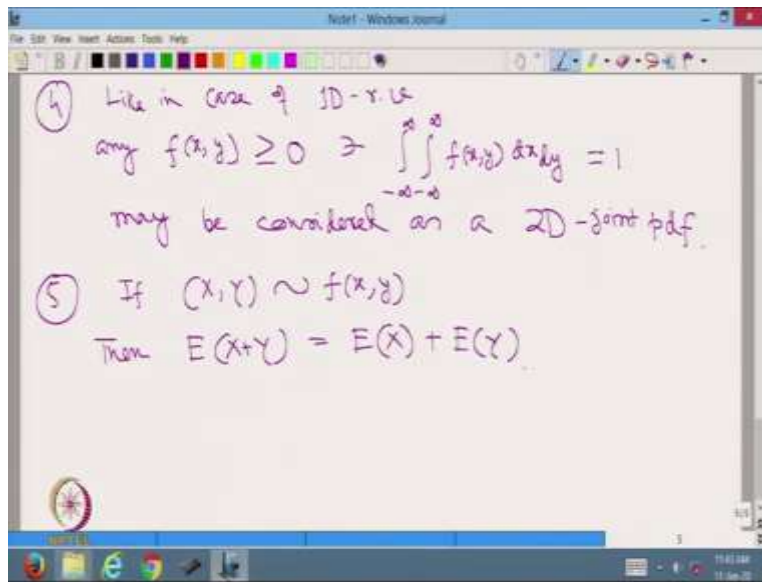 Note1 - Windows Journal
File Edit View Insert Actions Tools Help
④ Like in case of 1D-r.v
any f(x,y) ≥ 0 ∋ ∫∫ f(x,y) dx dy = 1
∞ ∞
-∞ -∞
may be considered as a 2D-joint pdf.
⑤ If (X,Y) ~ f(x,y)
Then E(X+Y) = E(X) + E(Y)
NPTEL